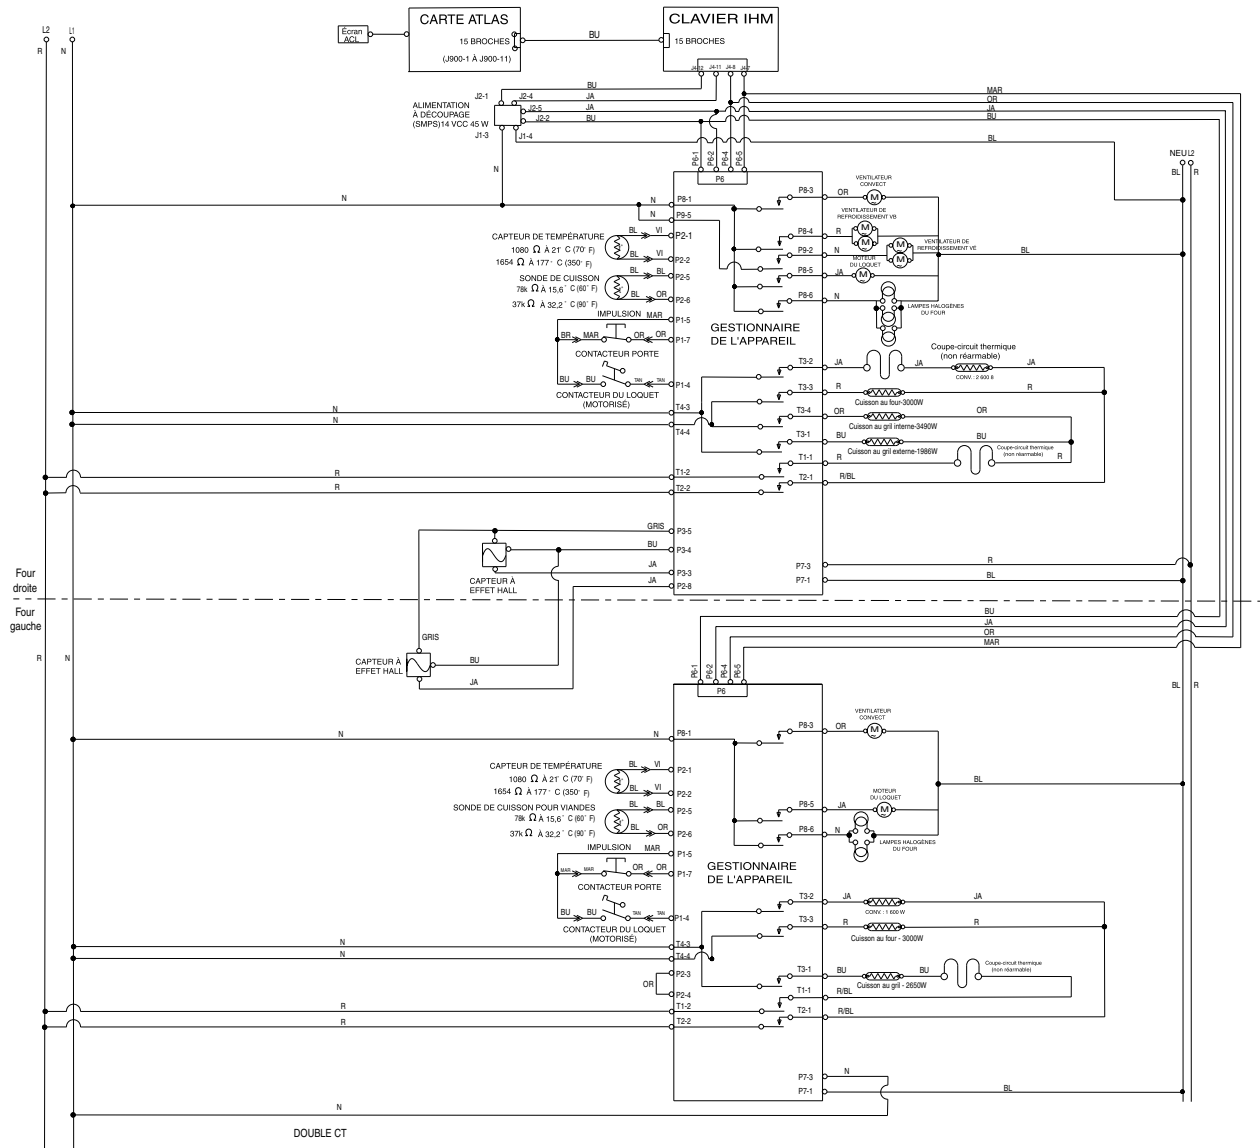 L2
L1
R
N
Écran
ACL
CARTE ATLAS
15 BROCHES
(J900-1 À J900-11)
BU
CLAVIER IHM
15 BROCHES
J4-12
J4-11
J4-8
J4-7
BU
J2-1
J2-4
JA
ALIMENTATION
À DÉCOUPAGE
(SMPS)14 VCC 45 W
J2-5
JA
J2-2
BU
J1-3
J1-4
N
MAR
OR
JA
BU
BL
NEU
L2
BL
R
P6-1
P6-2
P6-4
P6-5
P6
N
N
P8-1
N
P9-5
CAPTEUR DE TEMPÉRATURE
1080 Ω À 21° C (70° F)
1654 Ω À 177° C (350° F)
BL
VI
P2-1
BL
VI
P2-2
SONDE DE CUISSON
78k Ω À 15,6° C (60° F)
37k Ω À 32,2° C (90° F)
BL
BL
P2-5
BL
OR
P2-6
IMPULSION
MAR
P1-5
BR
MAR
OR
OR
P1-7
CONTACTEUR PORTE
BU
BU
TAN
TAN
P1-4
CONTACTEUR DU LOQUET
(MOTORISÉ)
N
T4-3
N
T4-4
R
T1-2
R
T2-2
GESTIONNAIRE
DE L'APPAREIL
P8-3
OR
VENTILATEUR
CONVECT
M
VENTILATEUR DE
REFROIDISSEMENT VB
P8-4
R
M
M
P9-2
N
VENTILATEUR DE
REFROIDISSEMENT VÉ
M
M
BL
MOTEUR
DU LOQUET
P8-5
JA
M
P8-6
N
LAMPES HALOGÈNES
DU FOUR
T3-2
JA
JA
Coupe-circuit thermique
(non réarmable)
CONV. : 2 600 8
JA
T3-3
R
Cuisson au four-3000W
R
T3-4
OR
Cuisson au gril interne-3490W
OR
T3-1
BU
Cuisson au gril externe-1986W
BU
Coupe-circuit thermique
(non réarmable)
T1-1
R
R
T2-1
R/BL
GRIS
P3-5
BU
P3-4
JA
P3-3
JA
P2-8
CAPTEUR À
EFFET HALL
P7-3
R
P7-1
BL
Four
droite
Four
gauche
R
N
GRIS
CAPTEUR À
EFFET HALL
BU
JA
BU
JA
OR
MAR
BL
R
P6-1
P6-2
P6-4
P6-5
P6
N
N
P8-1
CAPTEUR DE TEMPÉRATURE
1080 Ω À 21° C (70° F)
1654 Ω À 177° C (350° F)
BL
VI
P2-1
BL
VI
P2-2
SONDE DE CUISSON POUR VIANDES
78k Ω À 15,6° C (60° F)
37k Ω À 32,2° C (90° F)
BL
BL
P2-5
BL
OR
P2-6
IMPULSION
MAR
P1-5
MAR
MAR
OR
OR
P1-7
CONTACTEUR PORTE
BU
BU
TAN
TAN
P1-4
CONTACTEUR DU LOQUET
(MOTORISÉ)
N
T4-3
N
T4-4
OR
P2-3
P2-4
R
T1-2
R
T2-2
GESTIONNAIRE
DE L'APPAREIL
P8-3
OR
VENTILATEUR
CONVECT
M
BL
MOTEUR
DU LOQUET
P8-5
JA
M
P8-6
N
LAMPES HALOGÈNES
DU FOUR
T3-2
JA
CONV. : 1 600 W
JA
T3-3
R
Cuisson au four - 3000W
R
T3-1
BU
Cuisson au gril - 2650W
BU
Coupe-circuit thermique
(non réarmable)
T1-1
R/BL
T2-1
R/BL
P7-3
N
P7-1
BL
N
DOUBLE CT